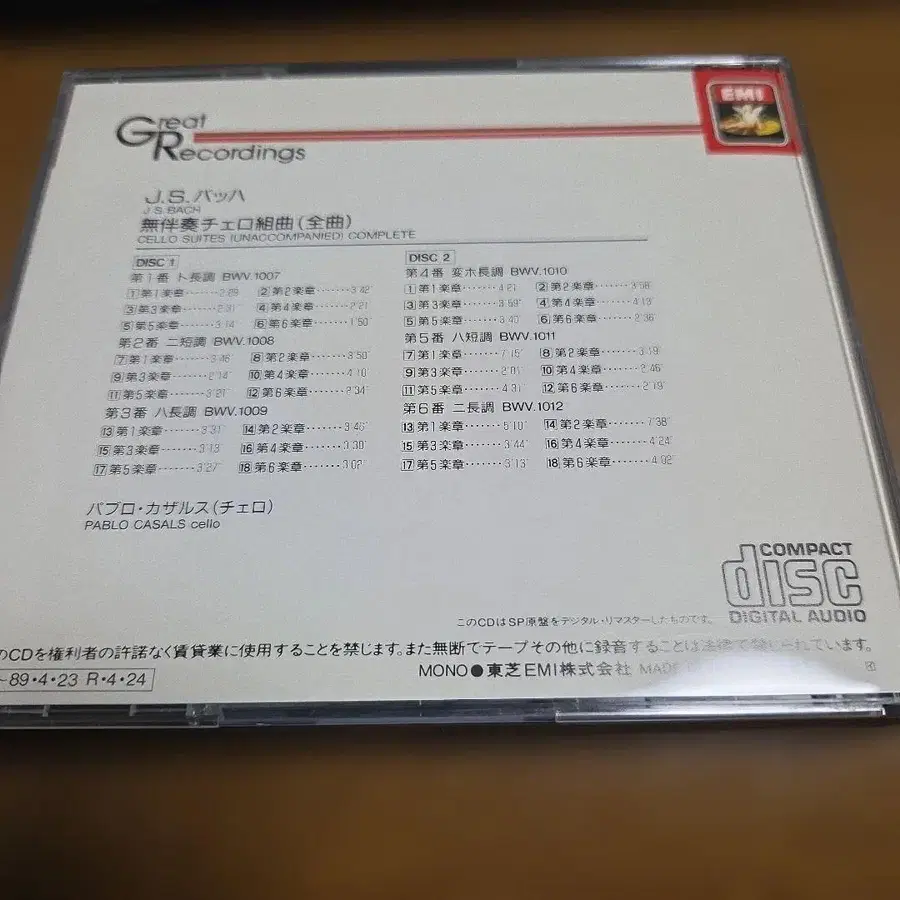 Great
Recordings
EMI
J.S.バッハ
J.S.BACH
無伴奏チェロ組曲(全曲)
CELLO SUITES (UNACCOMPANIED) COMPLETE
DISC 1
第1番 ト長調 BWV.1007
1 第1楽章・・・・・・・2'29"
2 第2楽章・・・・・・・3'42"
3 第3楽章・・・・・・・2'31"
4 第4楽章・・・・・・・2'21"
5 第5楽章・・・・・・・3'14"
6 第6楽章・・・・・・・1'50"
第2番 ニ短調 BWV.1008
7 第1楽章・・・・・・・3'46"
8 第2楽章・・・・・・・3'50"
9 第3楽章・・・・・・・2'14"
10 第4楽章・・・・・・・4'10"
11 第5楽章・・・・・・・3'21"
12 第6楽章・・・・・・・2'34"
第3番 ハ長調 BWV.1009
13 第1楽章・・・・・・・3'31"
14 第2楽章・・・・・・・3'46"
15 第3楽章・・・・・・・3'13"
16 第4楽章・・・・・・・3'30"
17 第5楽章・・・・・・・3'27"
18 第6楽章・・・・・・・3'02"
DISC 2
第4番 変ホ長調 BWV.1010
1 第1楽章・・・・・・・4'21"
2 第2楽章・・・・・・・3'58"
3 第3楽章・・・・・・・3'59"
4 第4楽章・・・・・・・4'13"
5 第5楽章・・・・・・・3'40"
6 第6楽章・・・・・・・2'36"
第5番 ハ短調 BWV.1011
7 第1楽章・・・・・・・7'15"
8 第2楽章・・・・・・・3'19"
9 第3楽章・・・・・・・2'01"
10 第4楽章・・・・・・・2'46"
11 第5楽章・・・・・・・4'31"
12 第6楽章・・・・・・・2'19"
第6番 ニ長調 BWV.1012
13 第1楽章・・・・・・・5'10"
14 第2楽章・・・・・・・7'38"
15 第3楽章・・・・・・・3'44"
16 第4楽章・・・・・・・4'24"
17 第5楽章・・・・・・・3'13"
18 第6楽章・・・・・・・4'02"
パブロ・カザルス(チェロ)
PABLO CASALS cello
COMPACT
disc
DIGITAL AUDIO
このCDはSP原盤をデジタル・リマスターしたものです。
のCDを権利者の許諾なく賃貸業に使用することを禁じます。また無断でテープその他に録音することは法律で禁じられています。
MONO●東芝EMI株式会社 MADE
~89・4・23 R・4・24